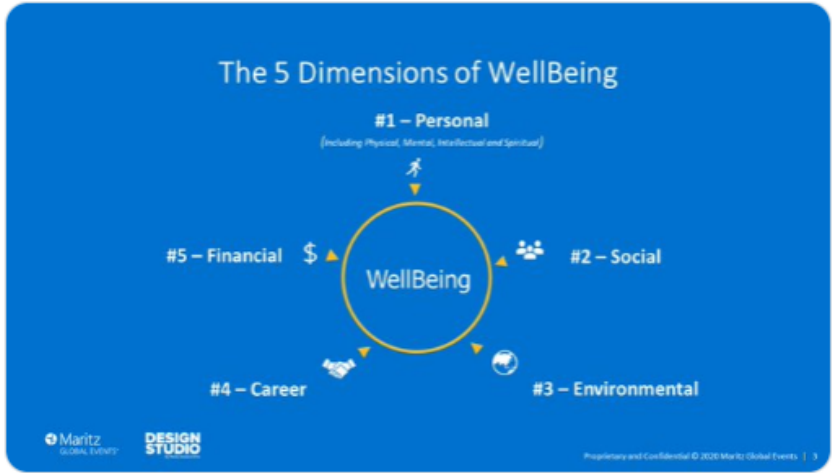 The 5 Dimensions of WellBeing
#1 – Personal
(Including Physical, Mental, Intellectual and Spiritual)
#5 – Financial
$
#2 – Social
WellBeing
#4 – Career
#3 – Environmental
Maritz
GLOBAL EVENTS
DESIGN
STUDIO
Proprietary and Confidential © 2020 Maritz Global Events | 3